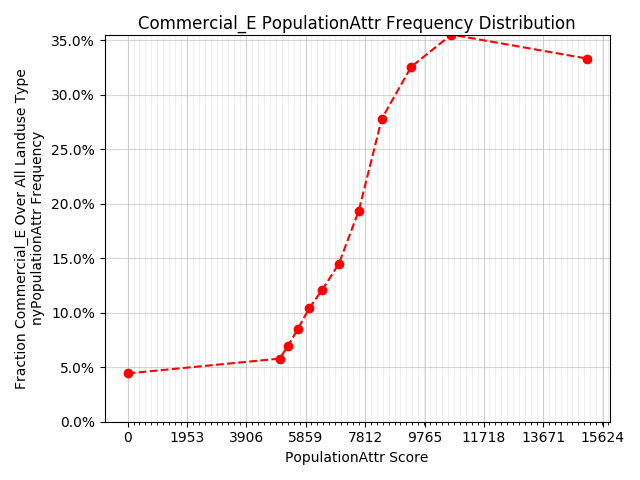 Commercial_E PopulationAttr Frequency Distribution
35.0%
30.0%
25.0%
20.0%
15.0%
10.0%
5.0%
0.0%
Fraction Commercial_E Over All Landuse Type
nyPopulationAttr Frequency
0 1953 3906 5859 7812 9765 11718 13671 15624
PopulationAttr Score